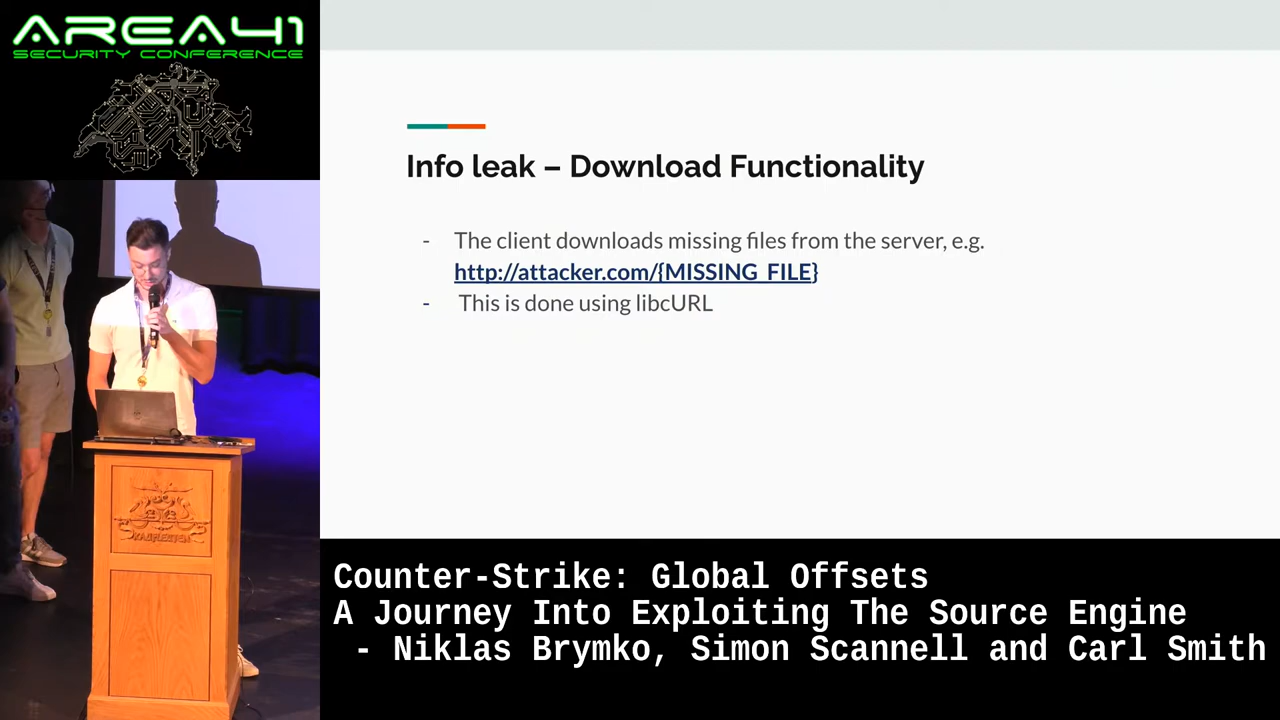 AREA41
SECURITY CONFERENCE
Info leak – Download Functionality
- The client downloads missing files from the server, e.g.
http://attacker.com/{MISSING_FILE}
- This is done using libcURL
KAUFLEUTEN
Counter-Strike: Global Offsets
A Journey Into Exploiting The Source Engine
- Niklas Brymko, Simon Scannell and Carl Smith